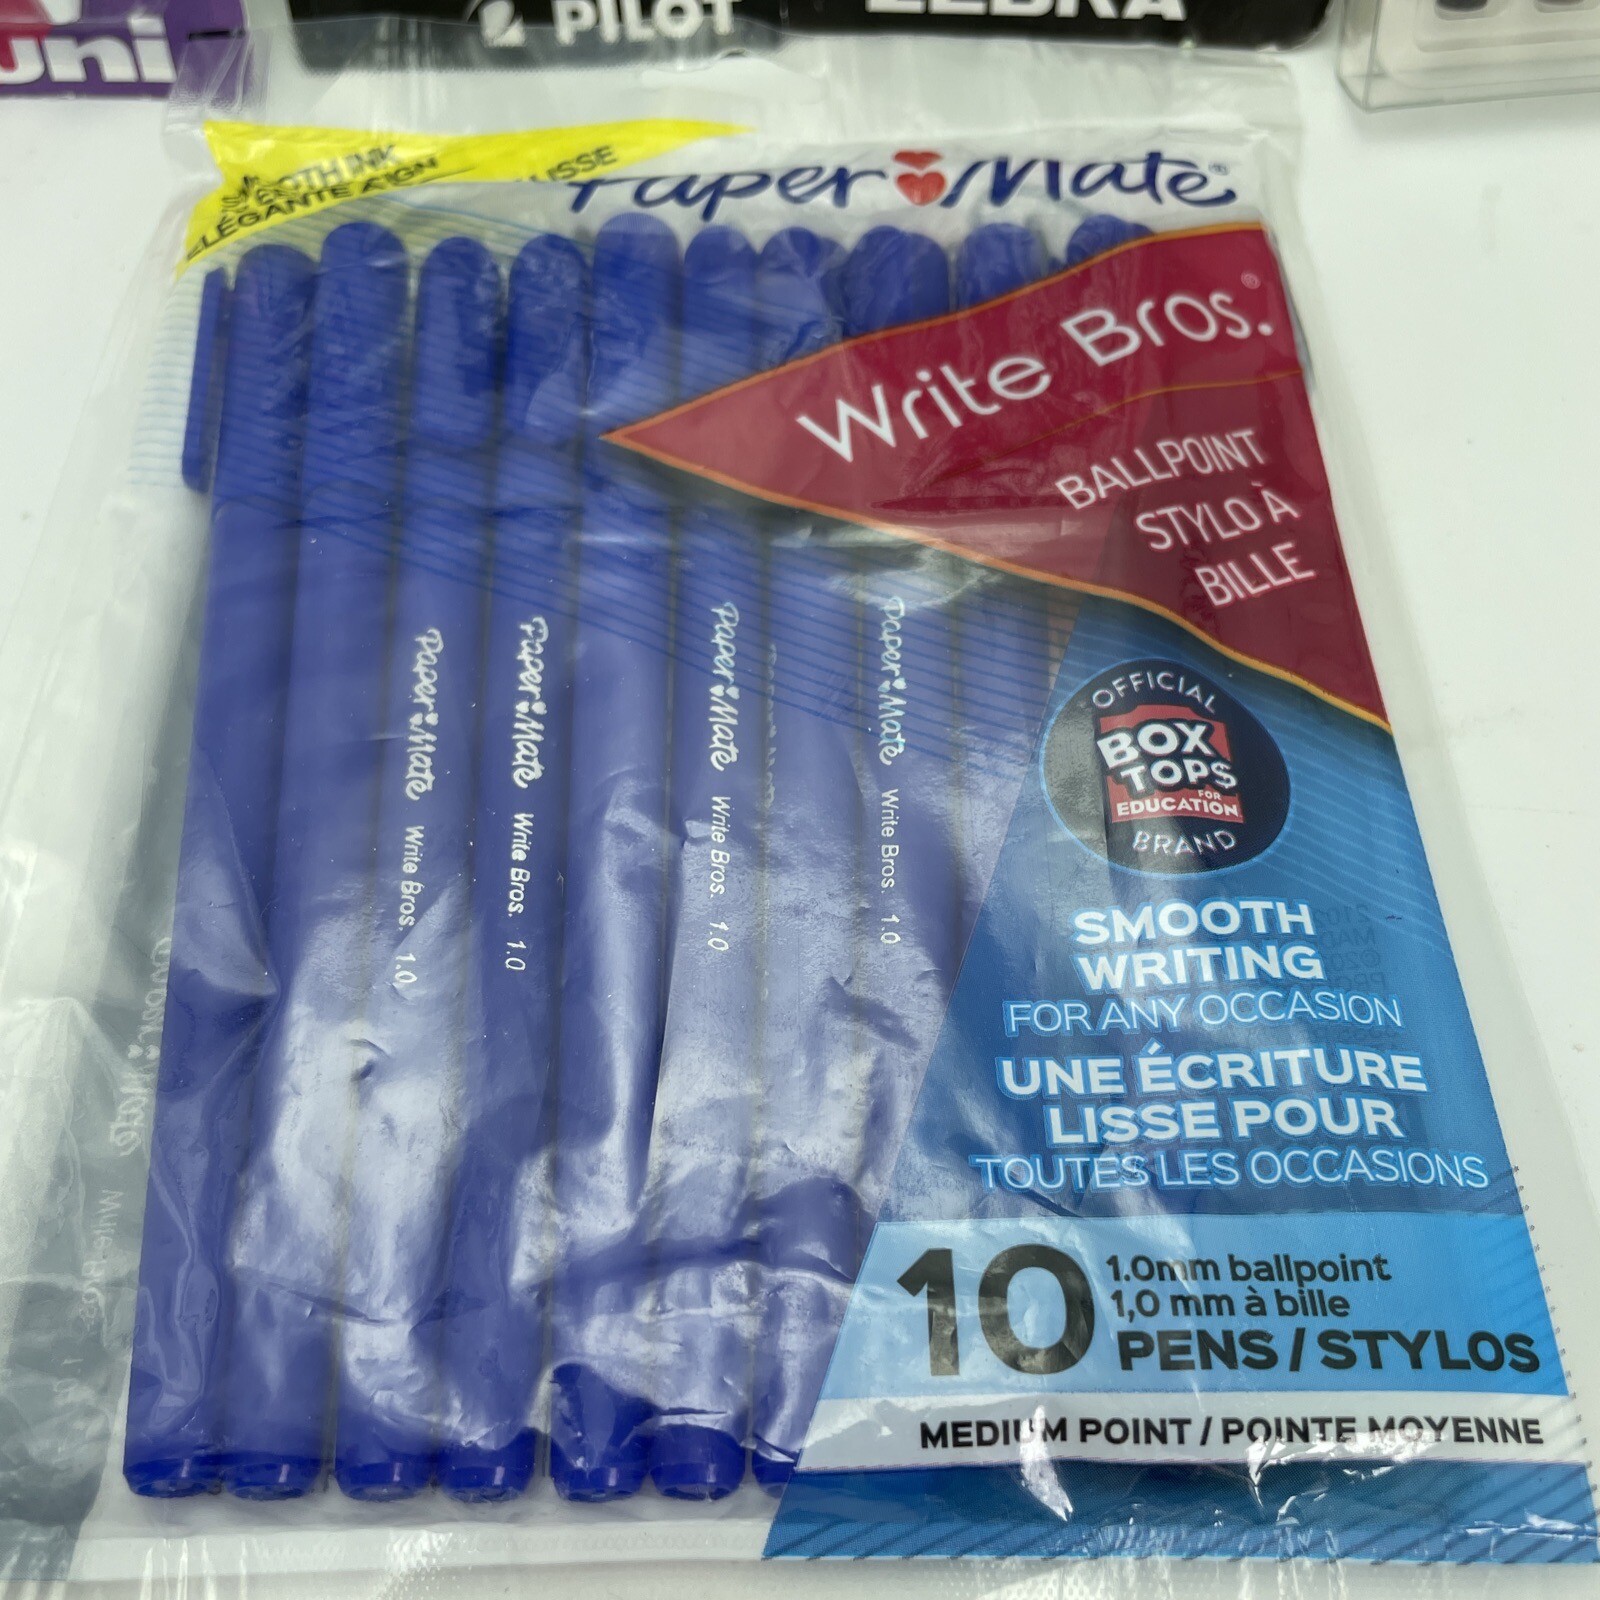 uni
PILOT
ZEBRA
SMOOTH INK
ÉLÉGANTE À GN
LISSE
Paper Mate®
Write Bros.®
BALLPOINT
STYLO À
BILLE
OFFICIAL
BOX
TOPS
FOR
EDUCATION
BRAND
SMOOTH
WRITING
FOR ANY OCCASION
UNE ÉCRITURE
LISSE POUR
TOUTES LES OCCASIONS
10
1.0mm ballpoint
1,0 mm à bille
PENS / STYLOS
MEDIUM POINT / POINTE MOYENNE
Paper Mate Write Bros. 1.0
Paper Mate Write Bros. 1.0
Paper Mate Write Bros. 1.0
Paper Mate Write Bros. 1.0